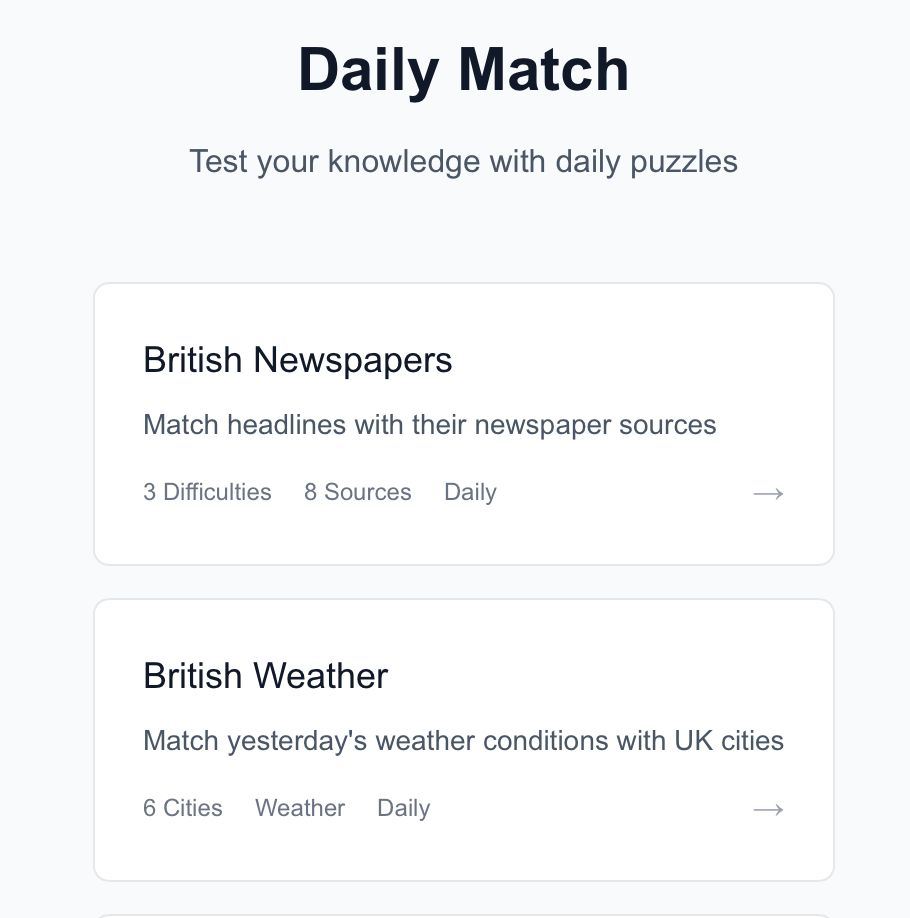 Daily Match
Test your knowledge with daily puzzles
British Newspapers
Match headlines with their newspaper sources
3 Difficulties 8 Sources Daily →
British Weather
Match yesterday's weather conditions with UK cities
6 Cities Weather Daily →